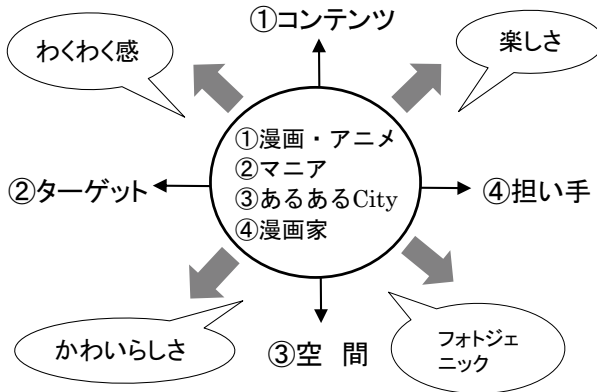 ①コンテンツ
わくわく感
楽しさ
①漫画・アニメ
②マニア
③あるあるCity
④漫画家
②ターゲット
④担い手
かわいらしさ
③空　間
フォトジェ
ニック